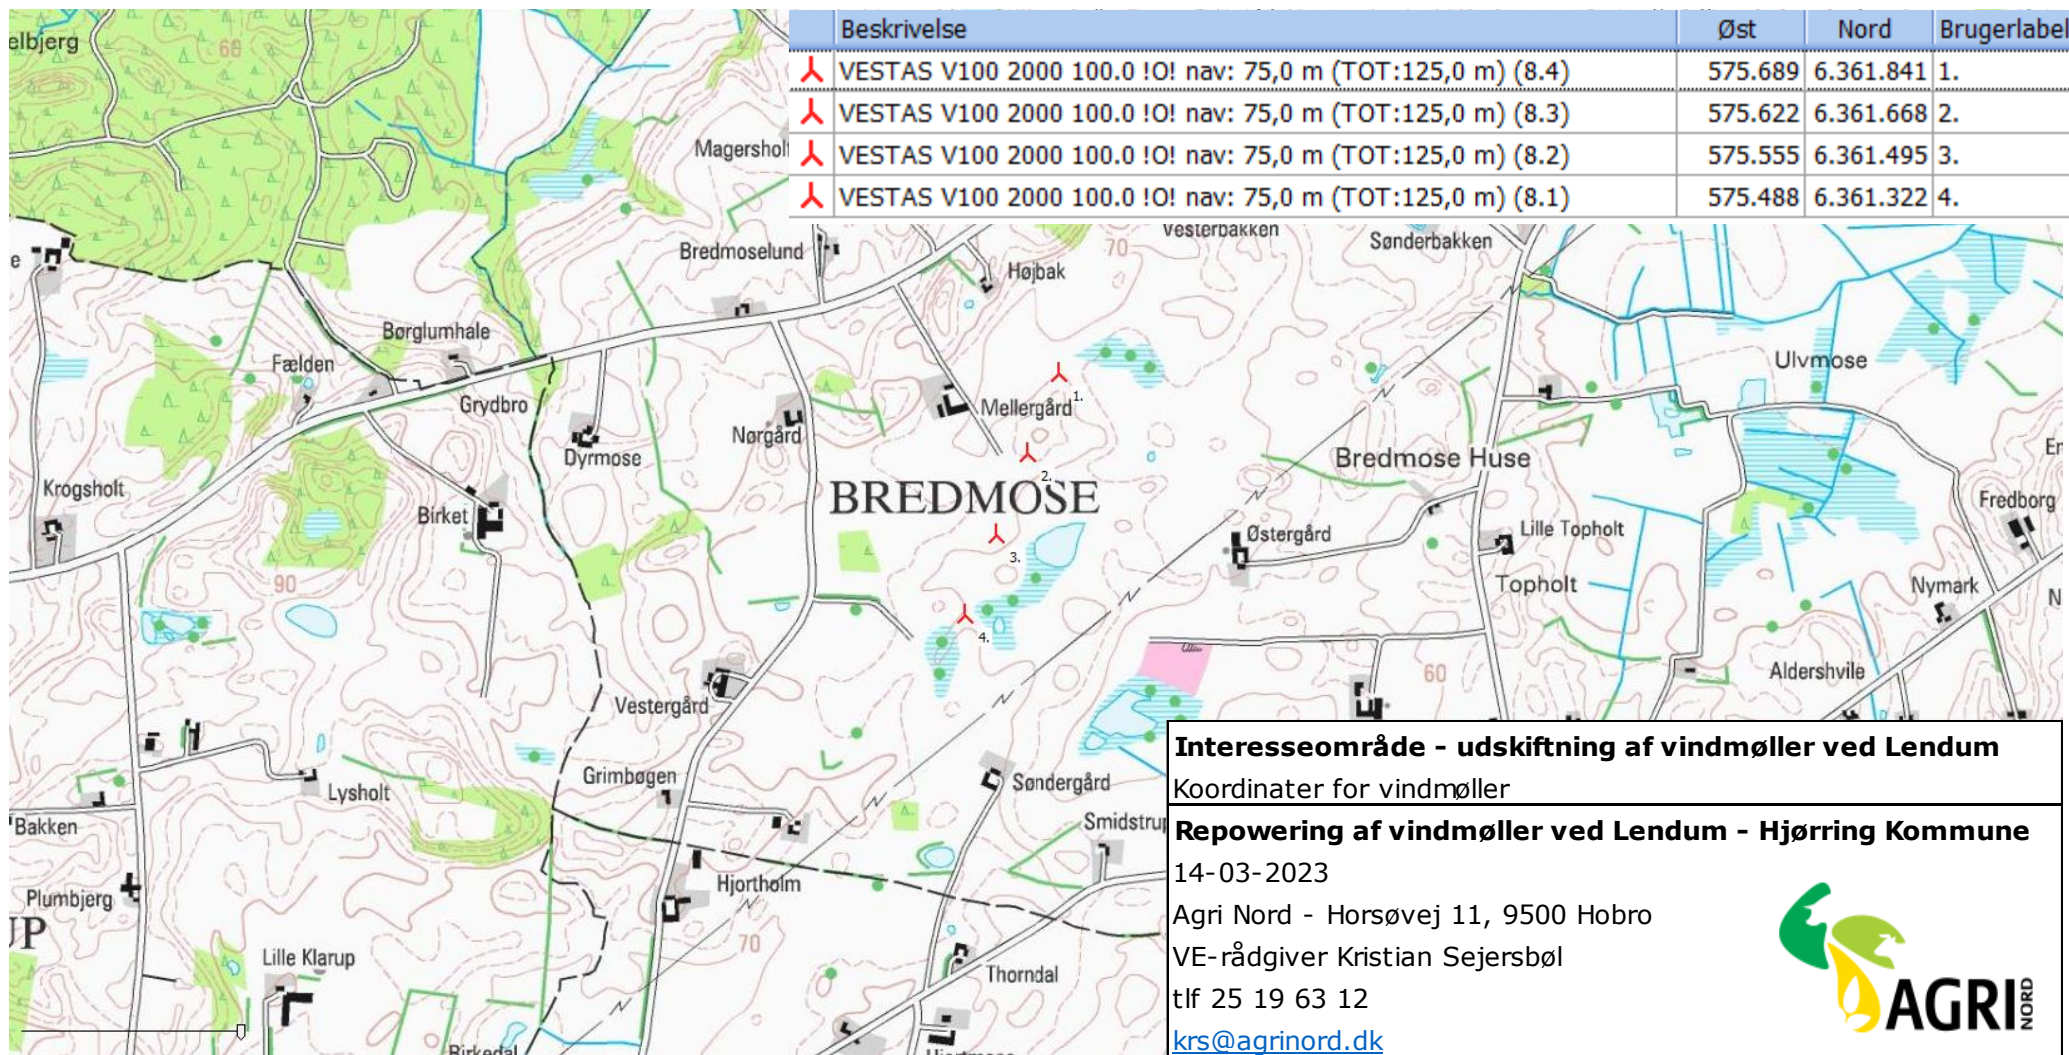 Beskrivelse Øst Nord Brugerlabel
VESTAS V100 2000 100.0 !O! nav: 75,0 m (TOT:125,0 m) (8.4) 575.689 6.361.841 1.
VESTAS V100 2000 100.0 !O! nav: 75,0 m (TOT:125,0 m) (8.3) 575.622 6.361.668 2.
VESTAS V100 2000 100.0 !O! nav: 75,0 m (TOT:125,0 m) (8.2) 575.555 6.361.495 3.
VESTAS V100 2000 100.0 !O! nav: 75,0 m (TOT:125,0 m) (8.1) 575.488 6.361.322 4.
elbjerg
60
Magersholt
Vesterbakken
Bredmoselund
70
Sønderbakken
e
Højbak
Børglumhale
Fælden
Ulvmose
Grydbro
Mellergård
1.
Nørgård
Dyrmose
Bredmose Huse
Er
2.
Krogsholt
BREDMOSE
Fredborg
Birket
Østergård
Lille Topholt
3.
90
Topholt
Nymark
N
4.
60
Aldershvile
Vestergård
Grimbøgen
Søndergård
Lysholt
Smidstrup
Bakken
Hjortholm
Plumbjerg
UP
70
Lille Klarup
Thorndal
Birkedal
Hjortmose
Interesseområde - udskiftning af vindmøller ved Lendum
Koordinater for vindmøller
Repowering af vindmøller ved Lendum - Hjørring Kommune
14-03-2023
Agri Nord - Horsøvej 11, 9500 Hobro
VE-rådgiver Kristian Sejersbøl
tlf 25 19 63 12
krs@agrinord.dk
AGRI NORD